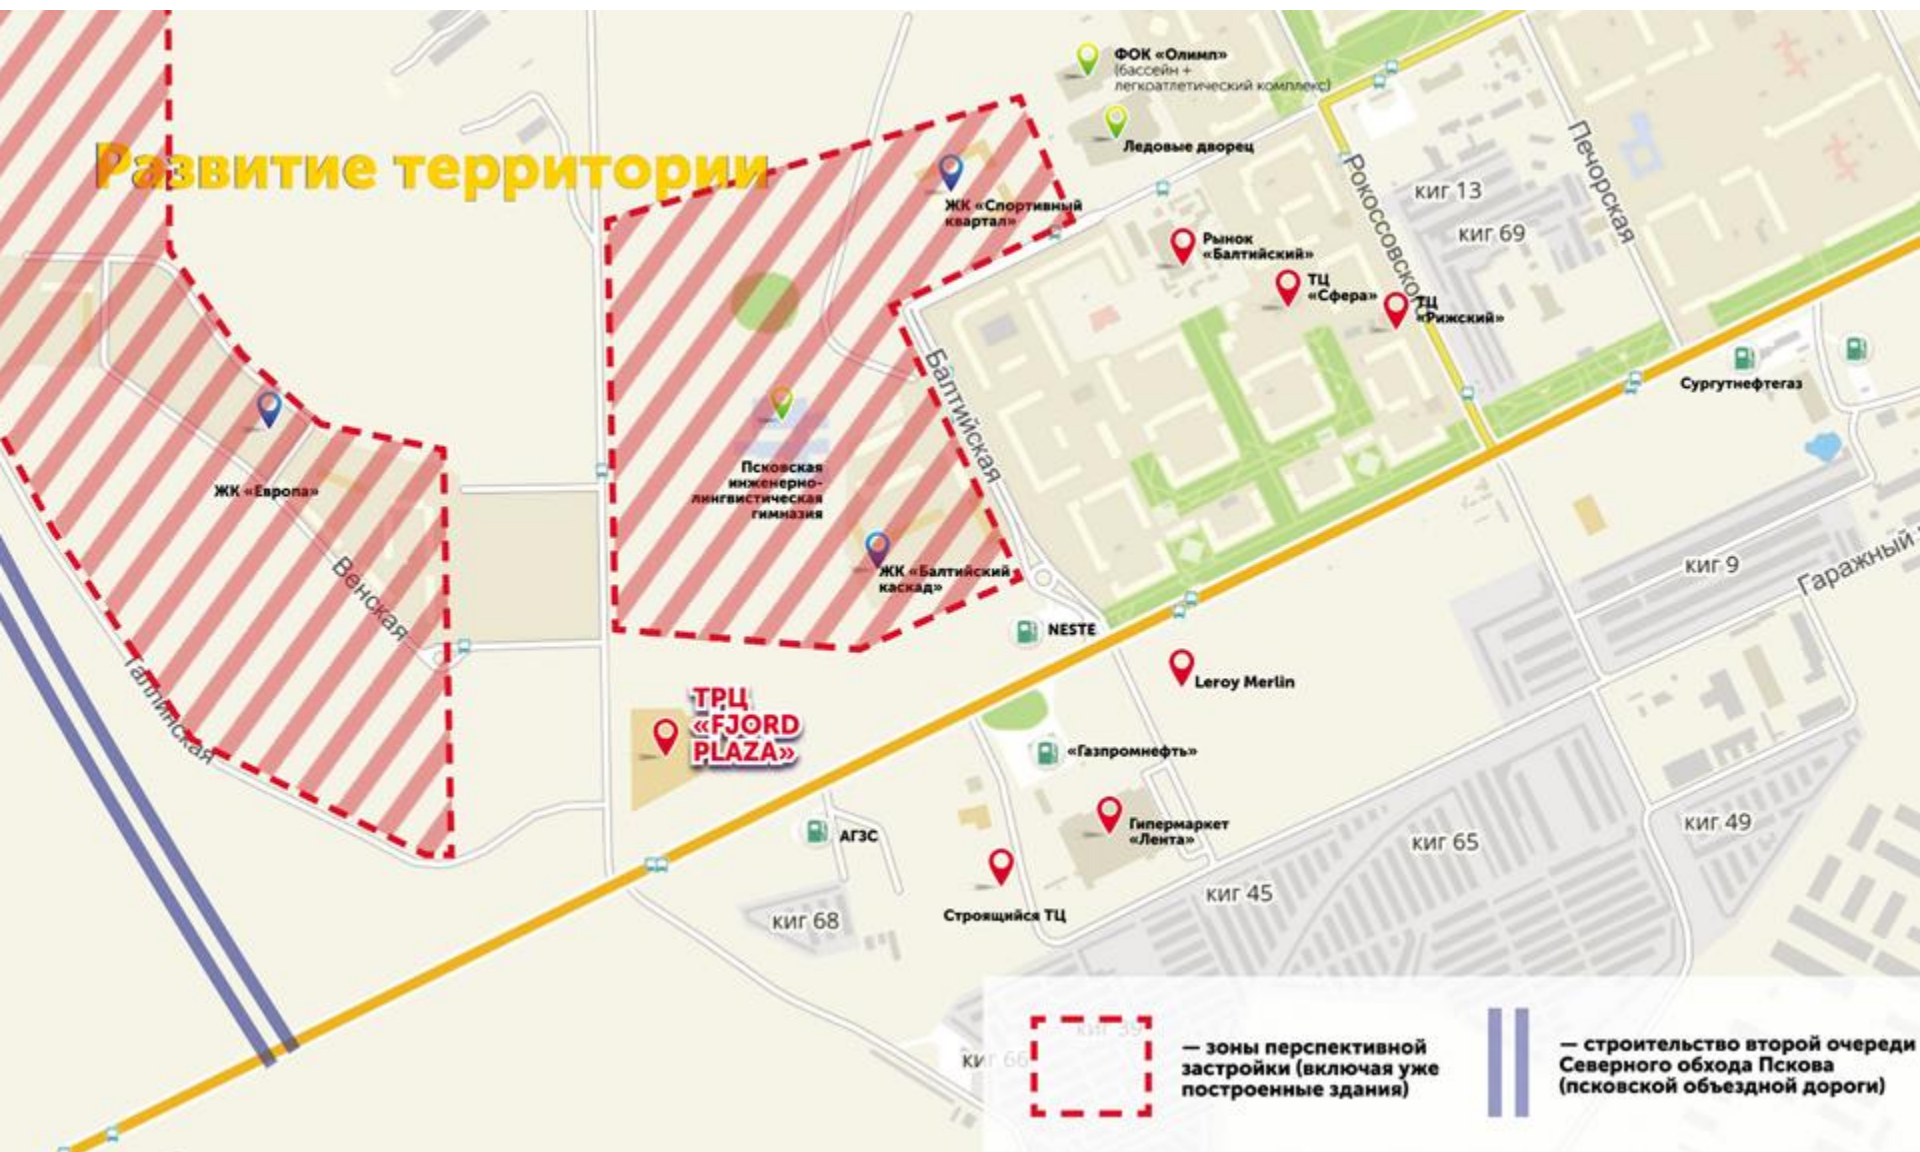 Развитие территории
ФОК «Олимп»
(бассейн +
легкоатлетический комплекс)
Ледовые дворец
ЖК «Спортивный
квартал»
Рынок
«Балтийский»
ТЦ
«Сфера»
ТЦ
«Рижский»
Рокоссовского
Печорская
киг 13
киг 69
Сургутнефтегаз
Балтийская
ЖК «Европа»
Псковская
инженерно-
лингвистическая
гимназия
ЖК «Балтийский
каскад»
Венская
Таллинская
NESTE
Leroy Merlin
киг 9
Гаражный
ТРЦ
«FJORD
PLAZA»
«Газпромнефть»
АГЗС
Гипермаркет
«Лента»
Строящийся ТЦ
киг 68
киг 45
киг 65
киг 49
киг 39
киг 66
— зоны перспективной
застройки (включая уже
построенные здания)
— строительство второй очереди
Северного обхода Пскова
(псковской объездной дороги)